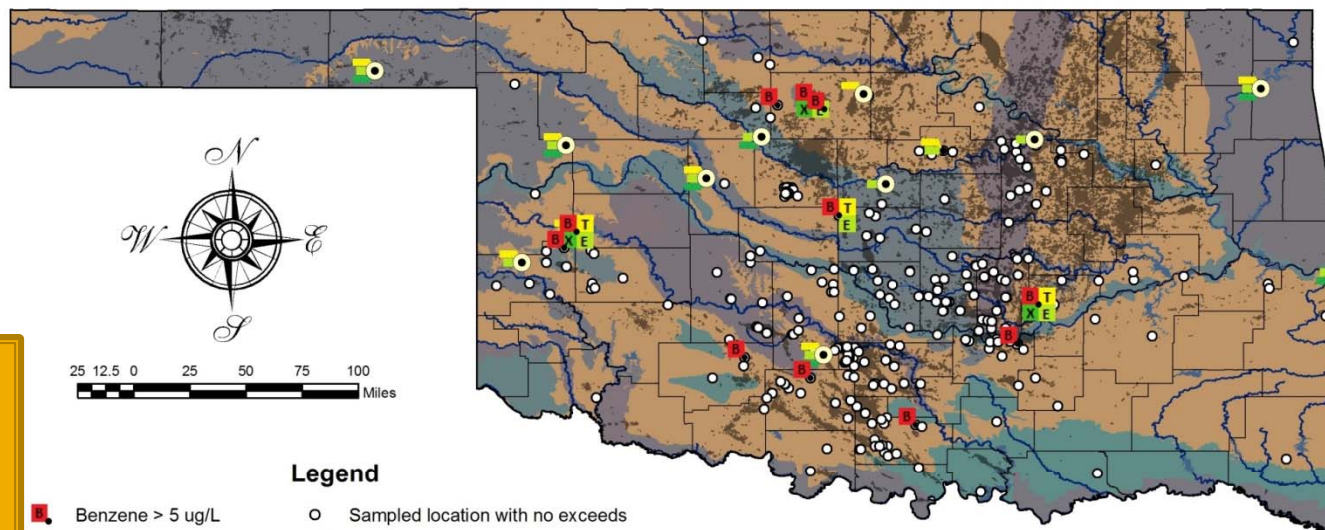 B
B
B
X E
B T
E
B T
B X E
N
W E
S
B T
X E
B
B
B
B
25 12.5 0 25 50 75 100
Miles
Legend
B Benzene > 5 ug/L
Sampled location with no exceeds